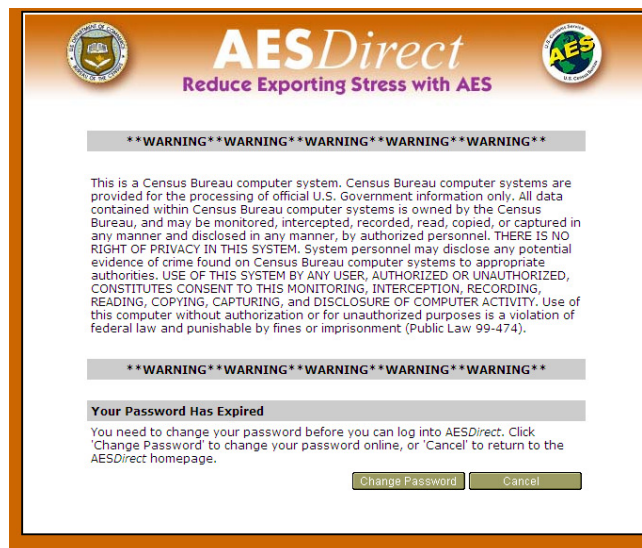 AESDirect
Reduce Exporting Stress with AES
**WARNING**WARNING**WARNING**WARNING**WARNING**
This is a Census Bureau computer system. Census Bureau computer systems are
provided for the processing of official U.S. Government information only. All data
contained within Census Bureau computer systems is owned by the Census
Bureau, and may be monitored, intercepted, recorded, read, copied, or captured in
any manner and disclosed in any manner, by authorized personnel. THERE IS NO
RIGHT OF PRIVACY IN THIS SYSTEM. System personnel may disclose any potential
evidence of crime found on Census Bureau computer systems to appropriate
authorities. USE OF THIS SYSTEM BY ANY USER, AUTHORIZED OR UNAUTHORIZED,
CONSTITUTES CONSENT TO THIS MONITORING, INTERCEPTION, RECORDING,
READING, COPYING, CAPTURING, and DISCLOSURE OF COMPUTER ACTIVITY. Use of
this computer without authorization or for unauthorized purposes is a violation of
federal law and punishable by fines or imprisonment (Public Law 99-474).
**WARNING**WARNING**WARNING**WARNING**WARNING**
Your Password Has Expired
You need to change your password before you can log into AESDirect. Click
'Change Password' to change your password online, or 'Cancel' to return to the
AESDirect homepage.
Change Password Cancel
AES